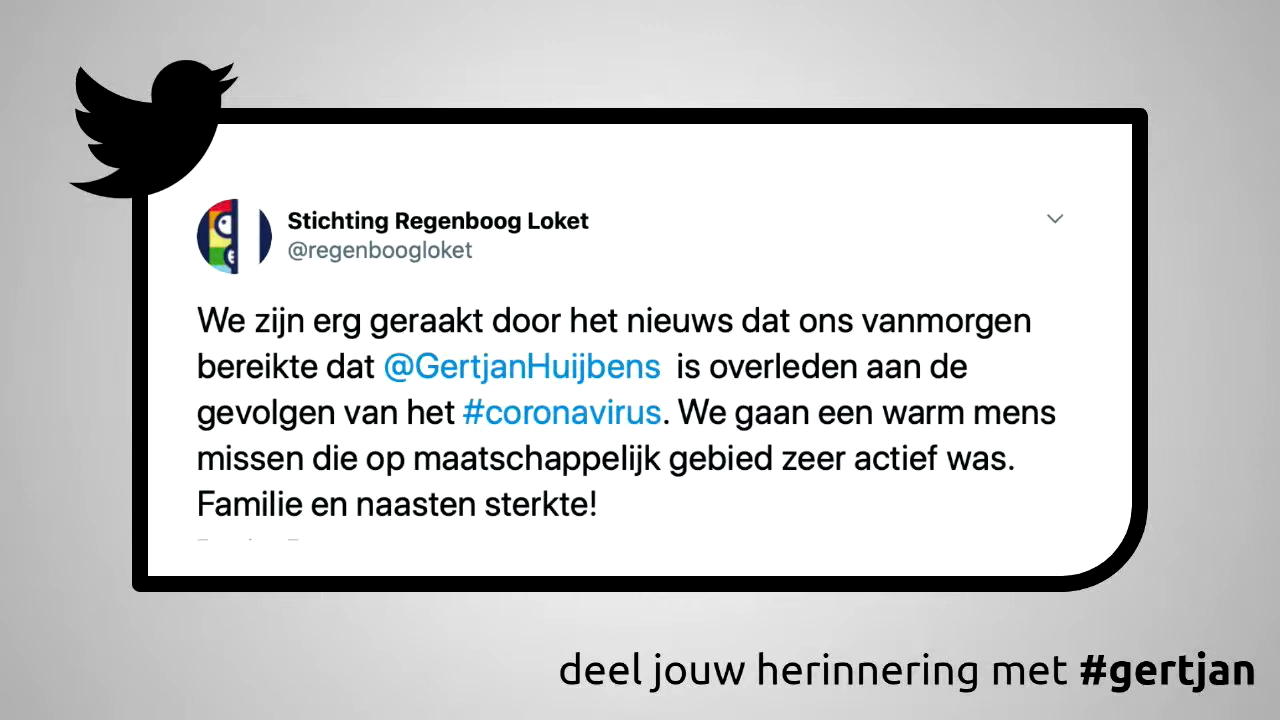 Stichting Regenboog Loket
@regenboogloket
We zijn erg geraakt door het nieuws dat ons vanmorgen
bereikte dat @GertjanHuijbens is overleden aan de
gevolgen van het #coronavirus. We gaan een warm mens
missen die op maatschappelijk gebied zeer actief was.
Familie en naasten sterkte!
deel jouw herinnering met #gertjan